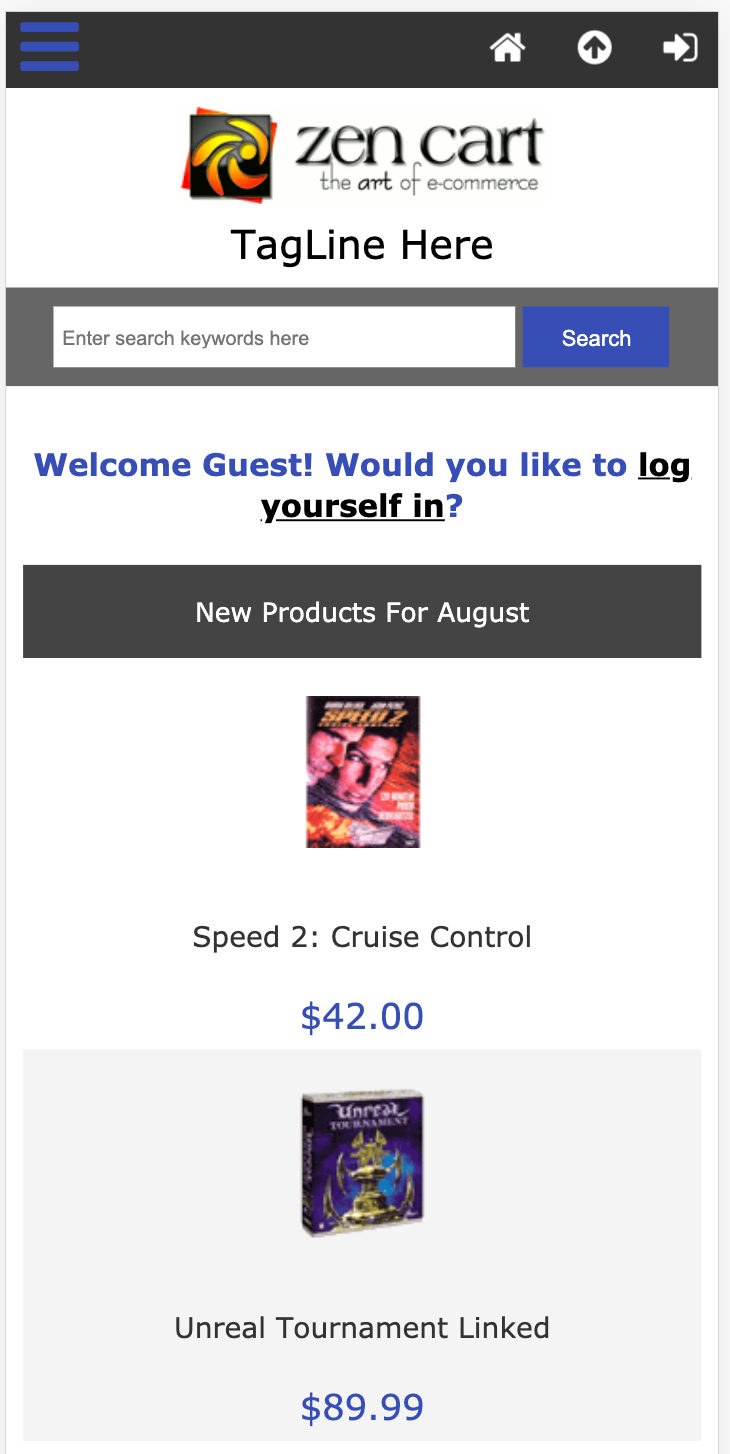 zen cart
the art of e-commerce
TagLine Here
Enter search keywords here
Search
Welcome Guest! Would you like to log
yourself in?
New Products For August
SPEED 2
Speed 2: Cruise Control
$42.00
Unreal
TOURNAMENT
Unreal Tournament Linked
$89.99